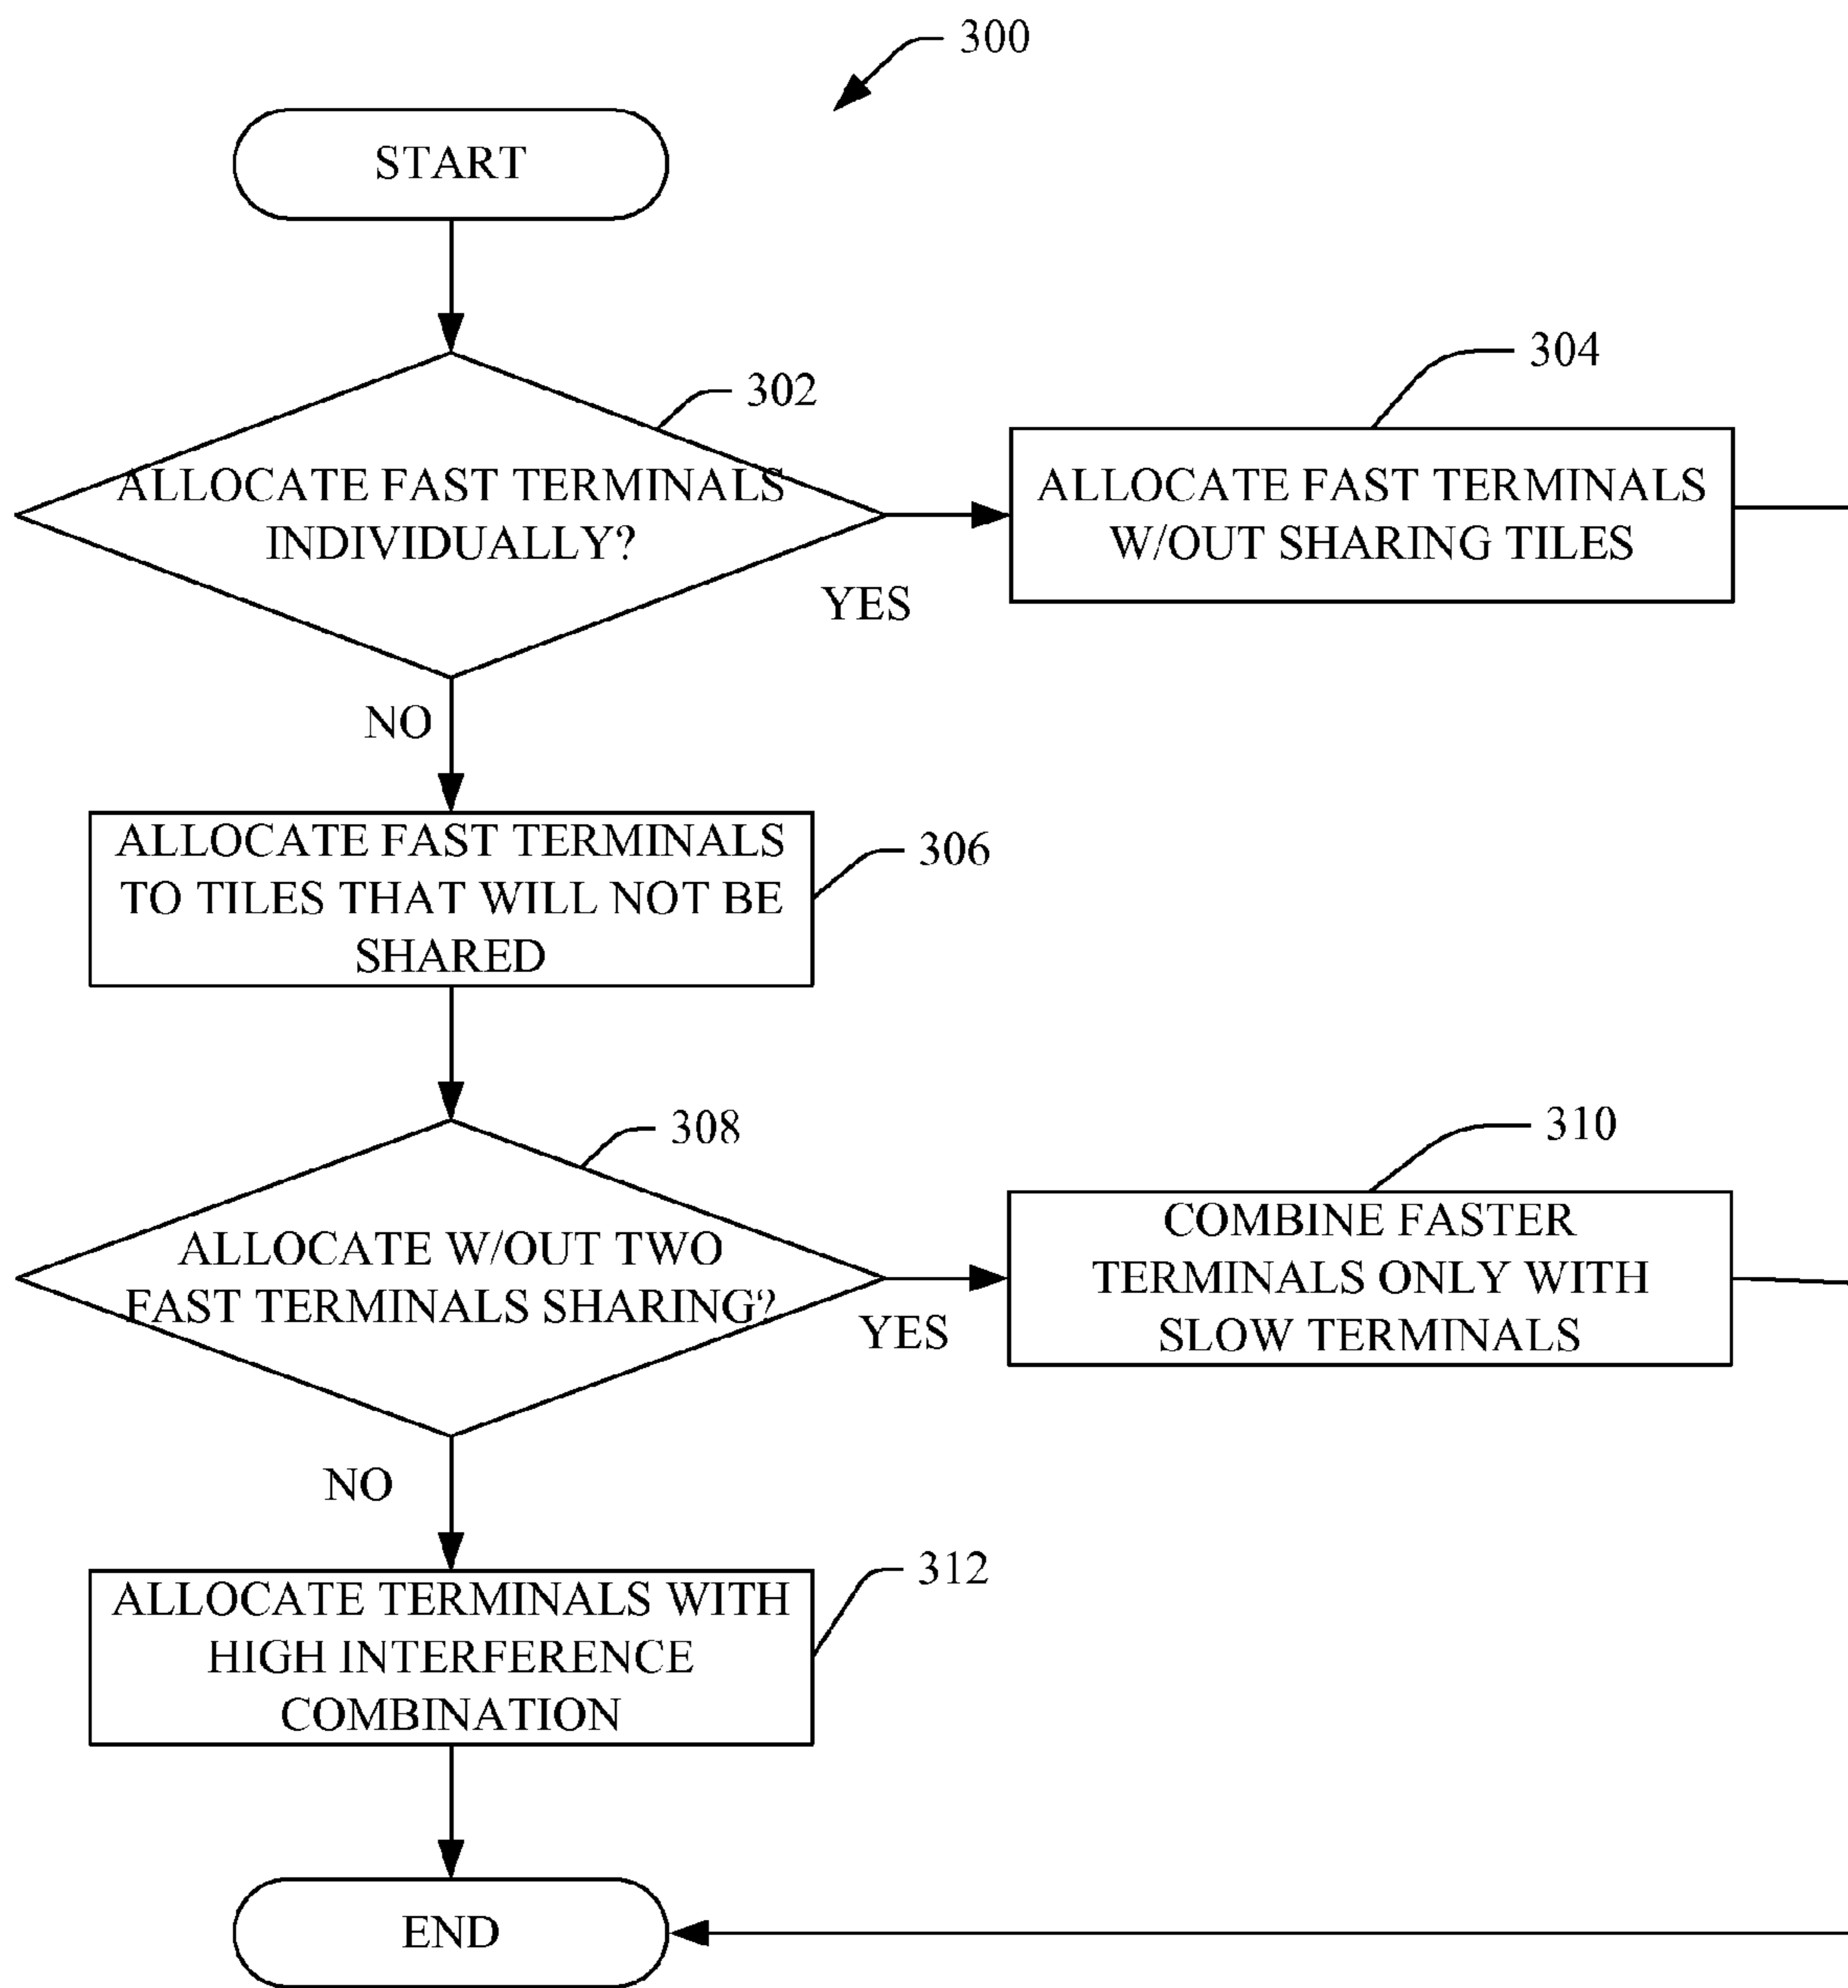 300
START
302
ALLOCATE FAST TERMINALS
INDIVIDUALLY?
YES
304
ALLOCATE FAST TERMINALS
W/OUT SHARING TILES
NO
306
ALLOCATE FAST TERMINALS
TO TILES THAT WILL NOT BE
SHARED
308
ALLOCATE W/OUT TWO
FAST TERMINALS SHARING?
YES
310
COMBINE FASTER
TERMINALS ONLY WITH
SLOW TERMINALS
NO
312
ALLOCATE TERMINALS WITH
HIGH INTERFERENCE
COMBINATION
END